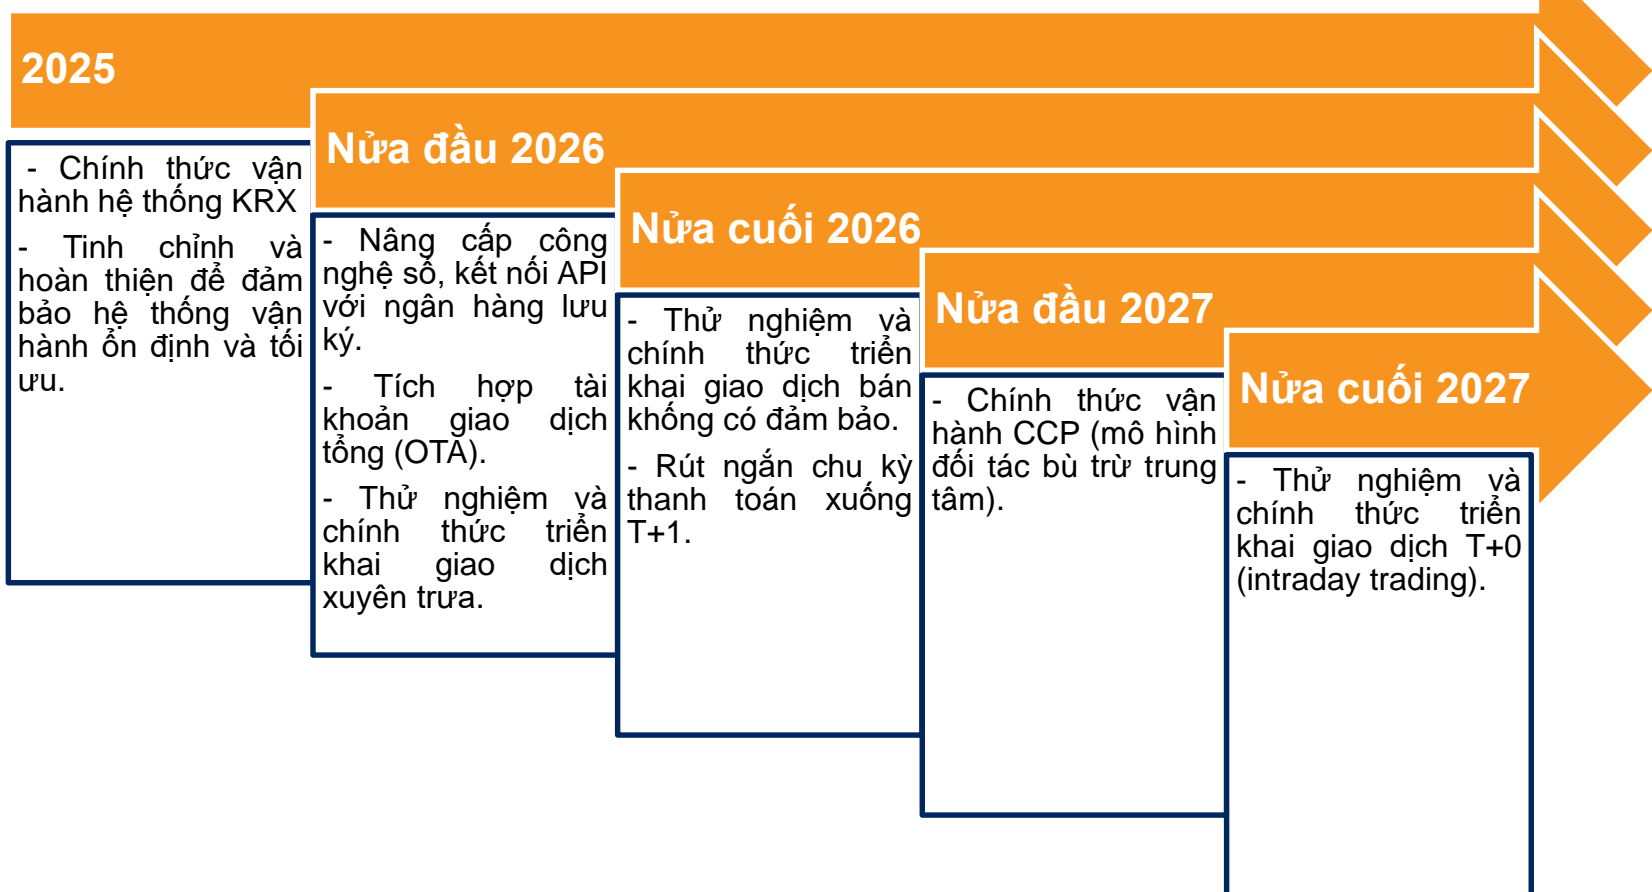 2025
- Chính thức vận
hành hệ thống KRX
- Tinh chỉnh và
hoàn thiện để đảm
bảo hệ thống vận
hành ổn định và tối
ưu.
Nửa đầu 2026
- Nâng cấp công
nghệ số, kết nối API
với ngân hàng lưu
ký.
- Tích hợp tài
khoản giao dịch
tổng (OTA).
- Thử nghiệm và
chính thức triển
khai giao dịch
xuyên trưa.
Nửa cuối 2026
- Thử nghiệm và
chính thức triển
khai giao dịch bán
khống có đảm bảo.
- Rút ngắn chu kỳ
thanh toán xuống
T+1.
Nửa đầu 2027
- Chính thức vận
hành CCP (mô hình
đối tác bù trừ trung
tâm).
Nửa cuối 2027
- Thử nghiệm và
chính thức triển
khai giao dịch T+0
(intraday trading).